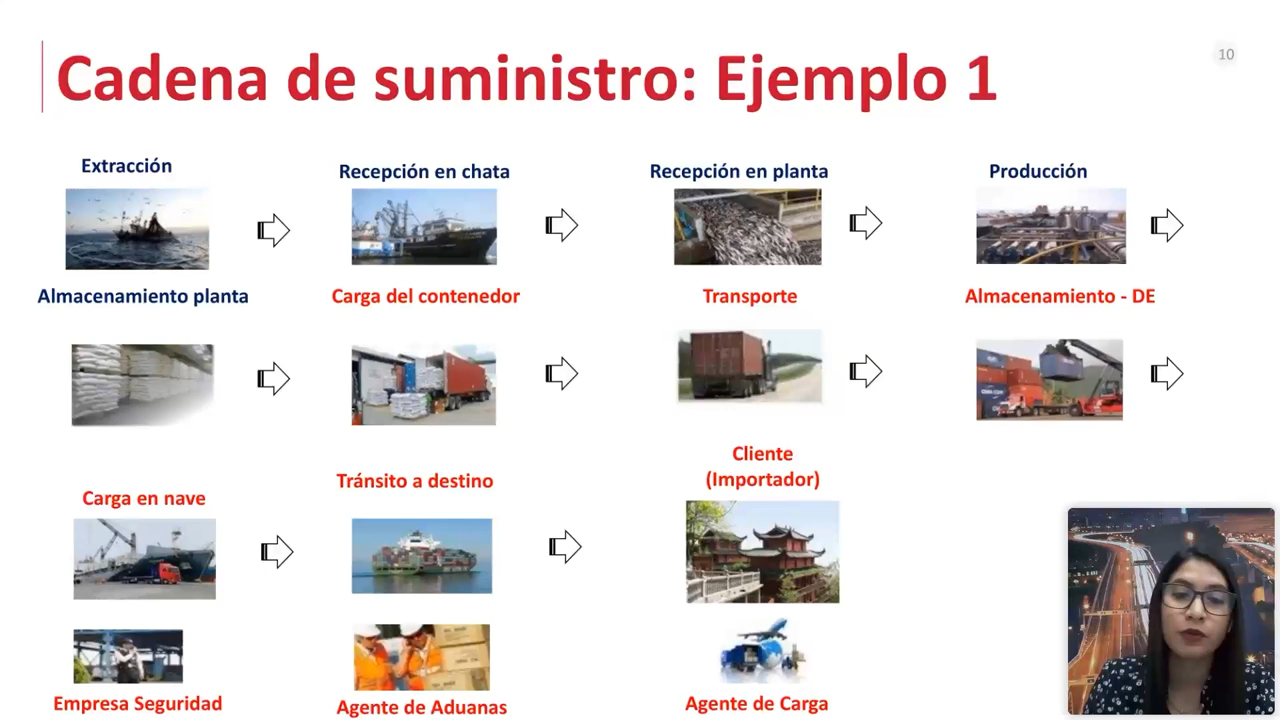 10
Cadena de suministro: Ejemplo 1
Extracción
Recepción en chata
Recepción en planta
Producción
Almacenamiento planta
Carga del contenedor
Transporte
Almacenamiento - DE
Carga en nave
Tránsito a destino
Cliente
(Importador)
Empresa Seguridad
Agente de Aduanas
Agente de Carga